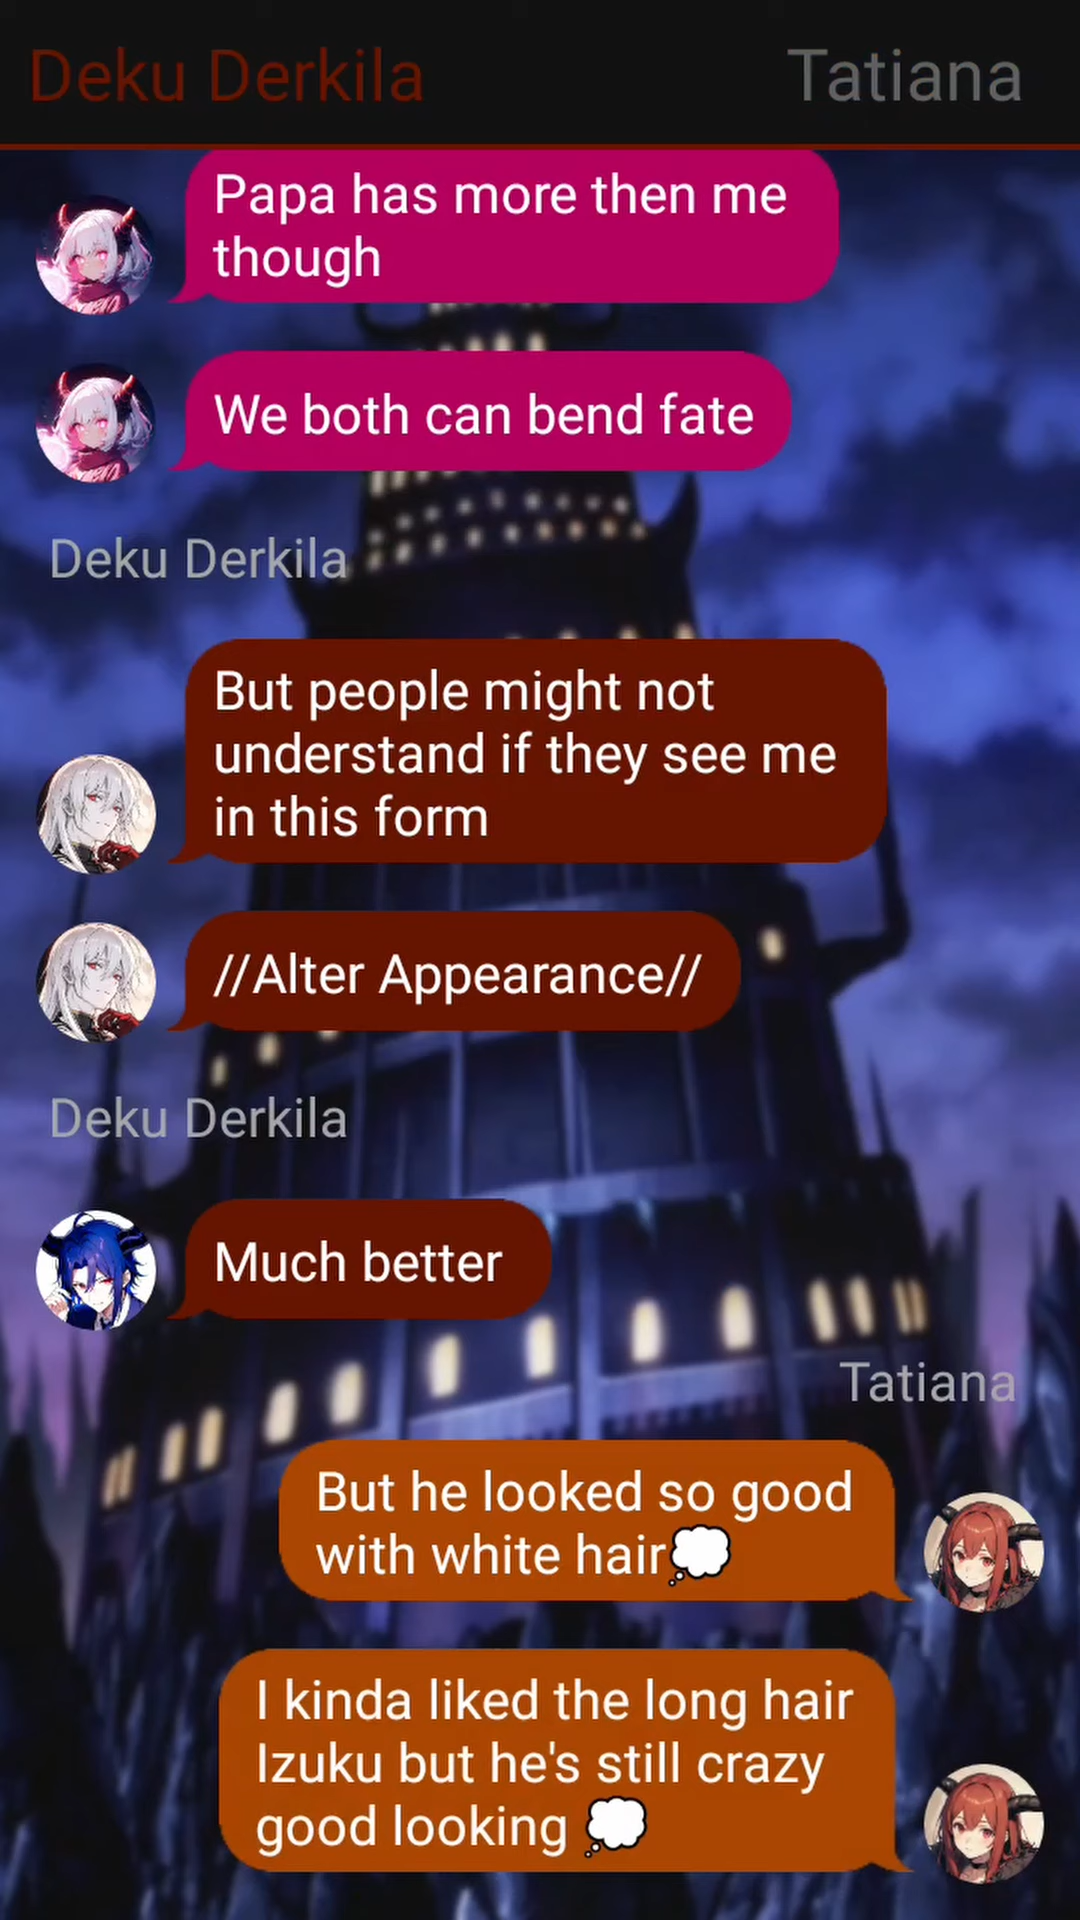 Deku Derkila
Tatiana
Papa has more then me
though
We both can bend fate
Deku Derkila
But people might not
understand if they see me
in this form
//Alter Appearance//
Deku Derkila
Much better
Tatiana
But he looked so good
with white hair💭
I kinda liked the long hair
Izuku but he's still crazy
good looking 💭